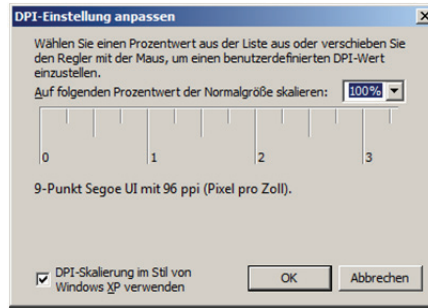 DPI-Einstellung anpassen
Wählen Sie einen Prozentwert aus der Liste aus oder verschieben Sie
den Regler mit der Maus, um einen benutzerdefinierten DPI-Wert
einzustellen.
Auf folgenden Prozentwert der Normalgröße skalieren: 100%
0 1 2 3
9-Punkt Segoe UI mit 96 ppi (Pixel pro Zoll).
DPI-Skalierung im Stil von
Windows XP verwenden
OK Abbrechen